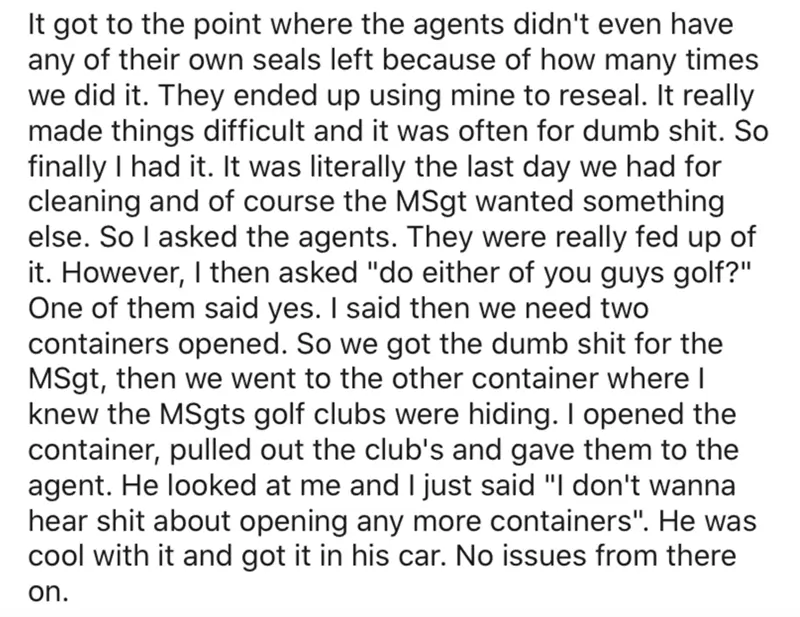 It got to the point where the agents didn't even have
any of their own seals left because of how many times
we did it. They ended up using mine to reseal. It really
made things difficult and it was often for dumb shit. So
finally I had it. It was literally the last day we had for
cleaning and of course the MSgt wanted something
else. So I asked the agents. They were really fed up of
it. However, I then asked "do either of you guys golf?"
One of them said yes. I said then we need two
containers opened. So we got the dumb shit for the
MSgt, then we went to the other container where I
knew the MSgts golf clubs were hiding. I opened the
container, pulled out the club's and gave them to the
agent. He looked at me and I just said "I don't wanna
hear shit about opening any more containers". He was
cool with it and got it in his car. No issues from there
on.